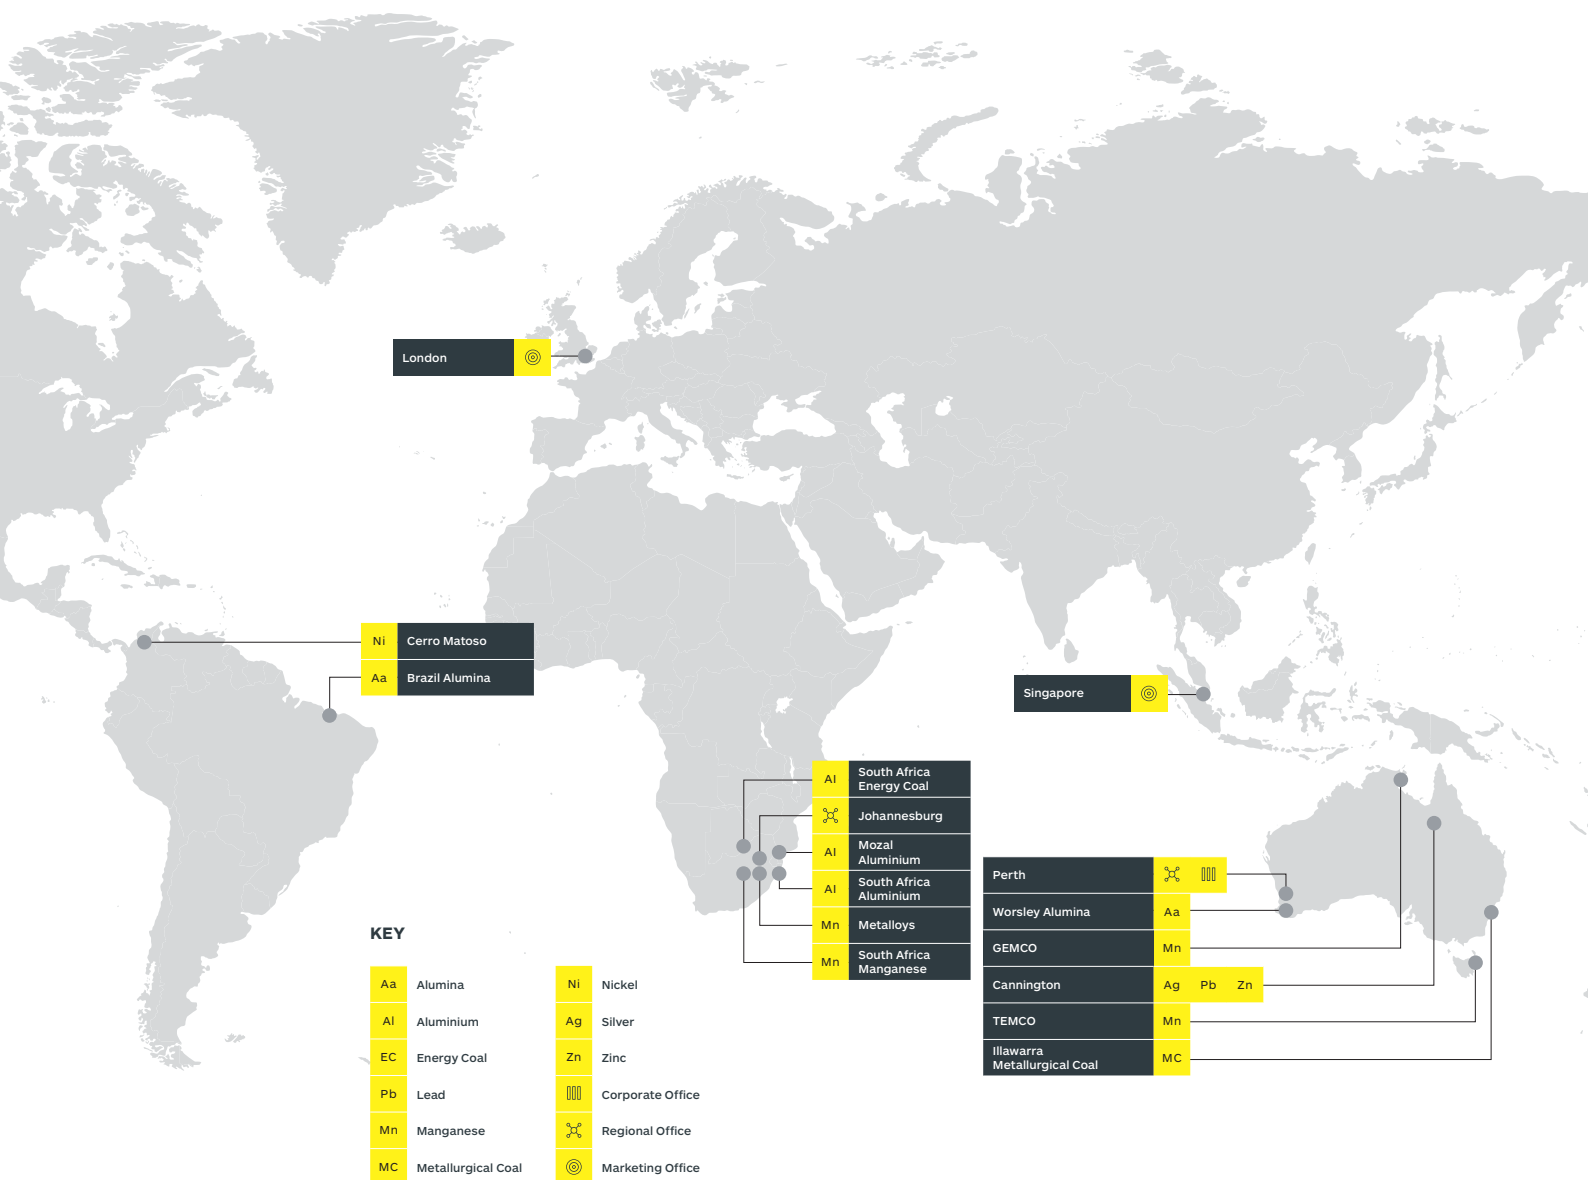 London
Ni Cerro Matoso
Aa Brazil Alumina
Singapore
Al South Africa
Energy Coal
Johannesburg
Al Mozal
Aluminium
Al South Africa
Aluminium
Mn Metalloys
Mn South Africa
Manganese
Perth
Worsley Alumina Aa
GEMCO Mn
Cannington Ag Pb Zn
TEMCO Mn
Illawarra
Metallurgical Coal MC
KEY
Aa Alumina
Al Aluminium
EC Energy Coal
Pb Lead
Mn Manganese
MC Metallurgical Coal
Ni Nickel
Ag Silver
Zn Zinc
Corporate Office
Regional Office
Marketing Office